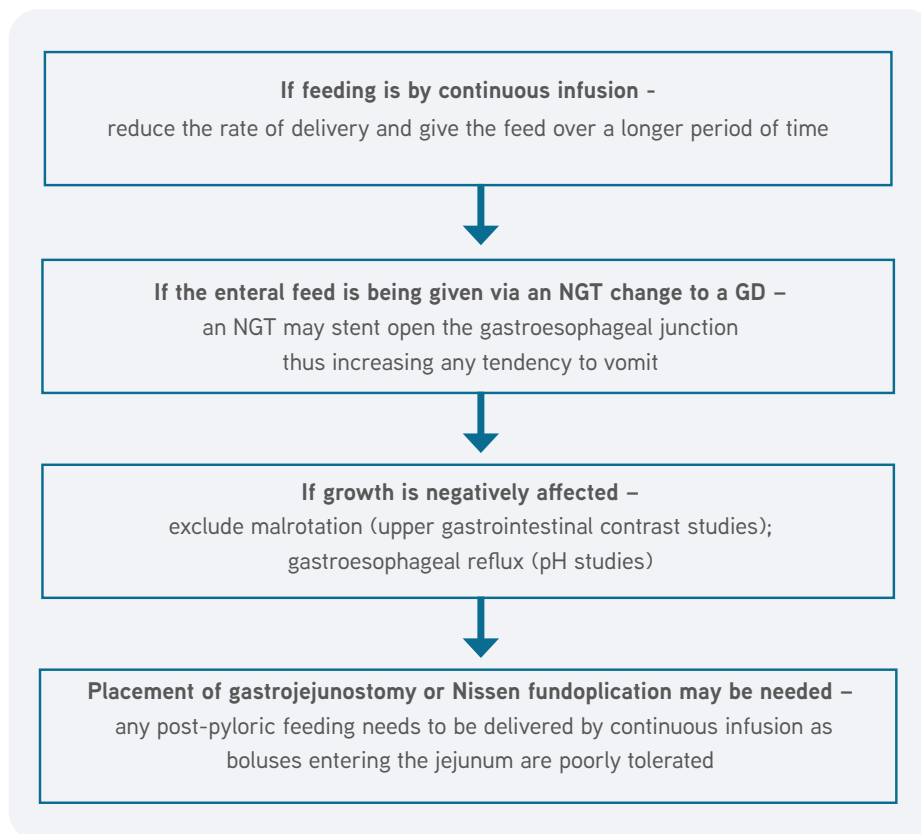 If feeding is by continuous infusion -
reduce the rate of delivery and give the feed over a longer period of time
If the enteral feed is being given via an NGT change to a GD –
an NGT may stent open the gastroesophageal junction
thus increasing any tendency to vomit
If growth is negatively affected –
exclude malrotation (upper gastrointestinal contrast studies);
gastroesophageal reflux (pH studies)
Placement of gastrojejunostomy or Nissen fundoplication may be needed –
any post-pyloric feeding needs to be delivered by continuous infusion as
boluses entering the jejunum are poorly tolerated